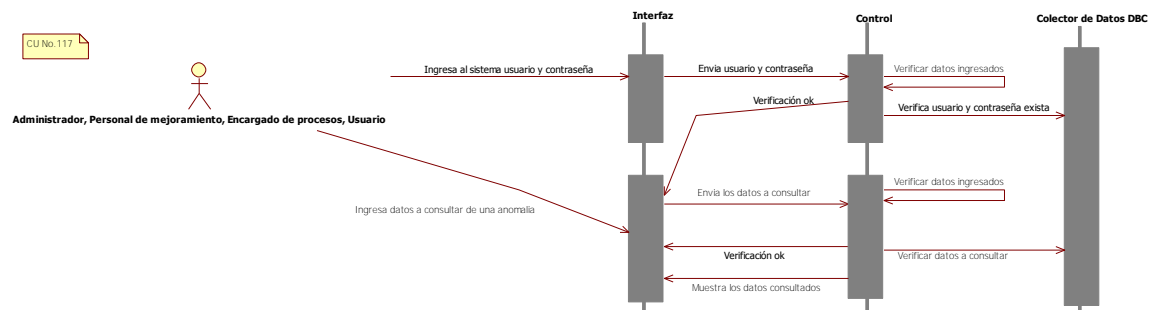 Interfaz
Control
Colector de Datos DBC
CU No.117
Ingresa al sistema usuario y contraseña
Envia usuario y contraseña
Verificar datos ingresados
Verificación ok
Verifica usuario y contraseña exista
Administrador, Personal de mejoramiento, Encargado de procesos, Usuario
Verificar datos ingresados
Envia los datos a consultar
Ingresa datos a consultar de una anomalia
Verificación ok
Verificar datos a consultar
Muestra los datos consultados